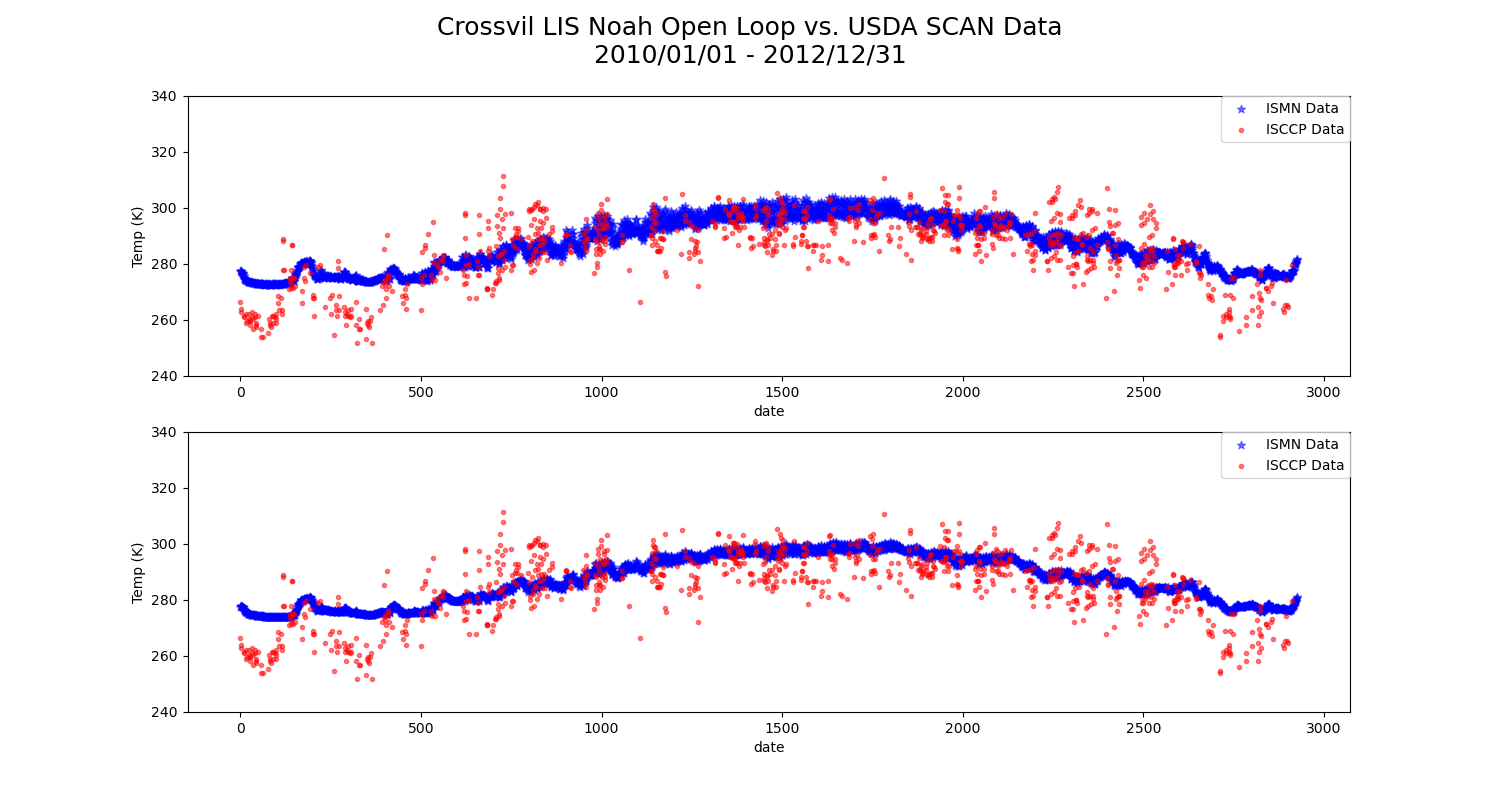 Crossvil LIS Noah Open Loop vs. USDA SCAN Data
2010/01/01 - 2012/12/31
340
320
300
280
260
240
Temp (K)
ISMN Data
ISCCP Data
0 500 1000 1500 2000 2500 3000
date
340
320
300
280
260
240
Temp (K)
ISMN Data
ISCCP Data
0 500 1000 1500 2000 2500 3000
date